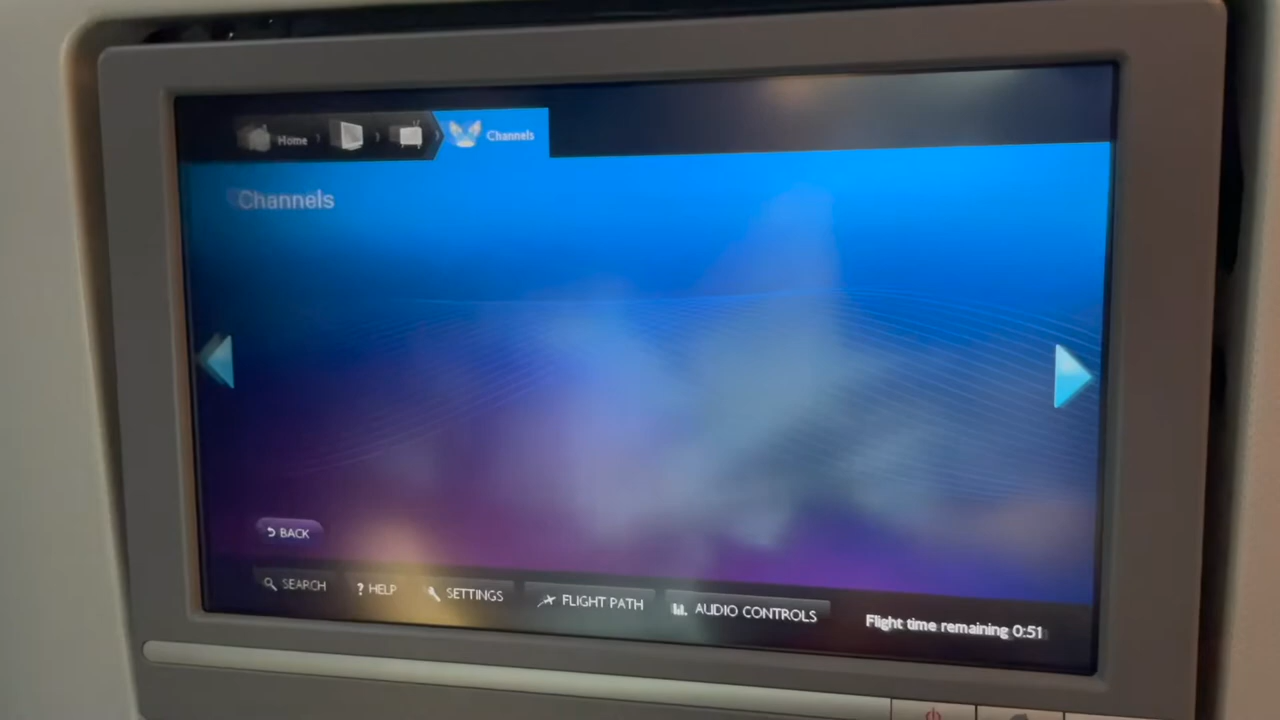 Home
Channels
Channels
BACK
SEARCH
? HELP
SETTINGS
FLIGHT PATH
AUDIO CONTROLS
Flight time remaining 0:51